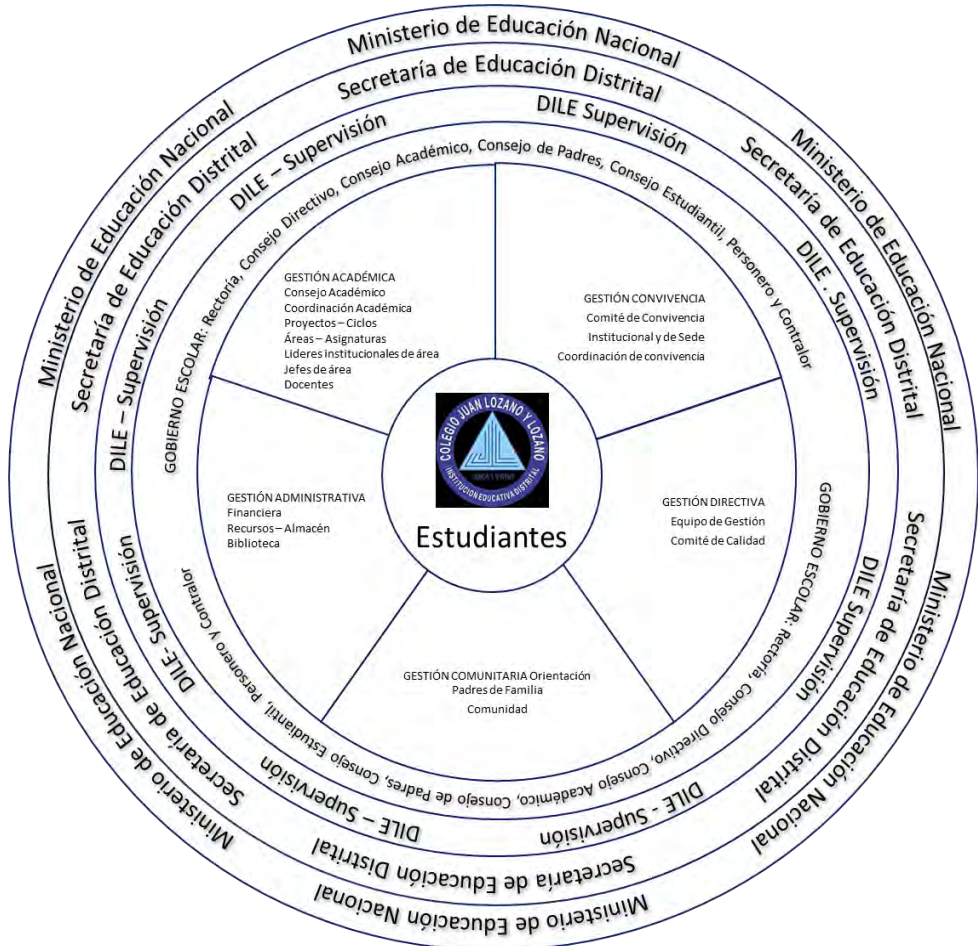 Ministerio de Educación Nacional
Ministerio de Educación Nacional
Ministerio de Educación Nacional
Ministerio de Educación Nacional
Ministerio de Educación Nacional
Ministerio de Educación Nacional
Ministerio de Educación Nacional
Secretaría de Educación Distrital
Secretaría de Educación Distrital
Secretaría de Educación Distrital
Secretaría de Educación Distrital
Secretaría de Educación Distrital
Secretaría de Educación Distrital
DILE Supervisión
DILE . Supervisión
DILE Supervisión
DILE - Supervisión
DILE – Supervisión
DILE- Supervisión
DILE – Supervisión
DILE – Supervisión
GOBIERNO ESCOLAR: Rectoría, Consejo Directivo, Consejo Académico, Consejo de Padres, Consejo Estudiantil, Personero y Contralor
GOBIERNO ESCOLAR: Rectoría, Consejo Directivo, Consejo Académico, Consejo de Padres, Consejo Estudiantil, Personero y Contralor
GESTIÓN ACADÉMICA
Consejo Académico
Coordinación Académica
Proyectos – Ciclos
Áreas – Asignaturas
Lideres institucionales de área
Jefes de área
Docentes
GESTIÓN CONVIVENCIA
Comité de Convivencia
Institucional y de Sede
Coordinación de convivencia
COLEGIO JUAN LOZANO Y LOZANO
INSTITUCION EDUCATIVA DISTRITAL
Estudiantes
GESTIÓN ADMINISTRATIVA
Financiera
Recursos – Almacén
Biblioteca
GESTIÓN DIRECTIVA
Equipo de Gestión
Comité de Calidad
GESTIÓN COMUNITARIA Orientación
Padres de Familia
Comunidad